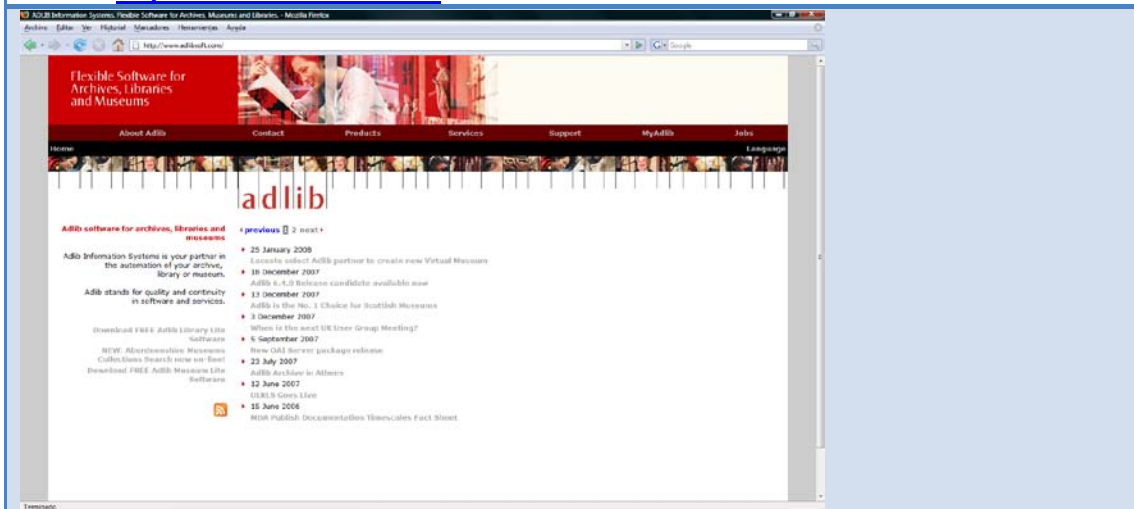 ADLIB Information Systems, Flexible Software for Archives, Museums and Libraries. - Mozilla Firefox
Archivo Editar Ver Historial Marcadores Herramientas Ayuda
http://www.adlibsoft.com/
Google
Flexible Software for
Archives, Libraries
and Museums
About Adlib Contact Products Services Support MyAdlib Jobs
Home Language
adlib
Adlib software for archives, libraries and
museums
Adlib Information Systems is your partner in
the automation of your archive,
library or museum.
Adlib stands for quality and continuity
in software and services.
Download FREE Adlib Library Lite
Software
NEW: Aberdeenshire Museums
Collections Search now on-line!
Download FREE Adlib Museum Lite
Software
previous 1 2 next
25 January 2008
Locosts select Adlib partner to create new Virtual Museum
18 December 2007
Adlib 6.4.0 Release candidate available now
13 December 2007
Adlib is the No. 1 Choice for Scottish Museums
3 December 2007
When is the next UK User Group Meeting?
5 September 2007
New OAI Server package release
23 July 2007
Adlib Archive in Athens
12 June 2007
Goes Live
15 June 2006
MDA Publish Documentation Timescales Fact Sheet
Terminado